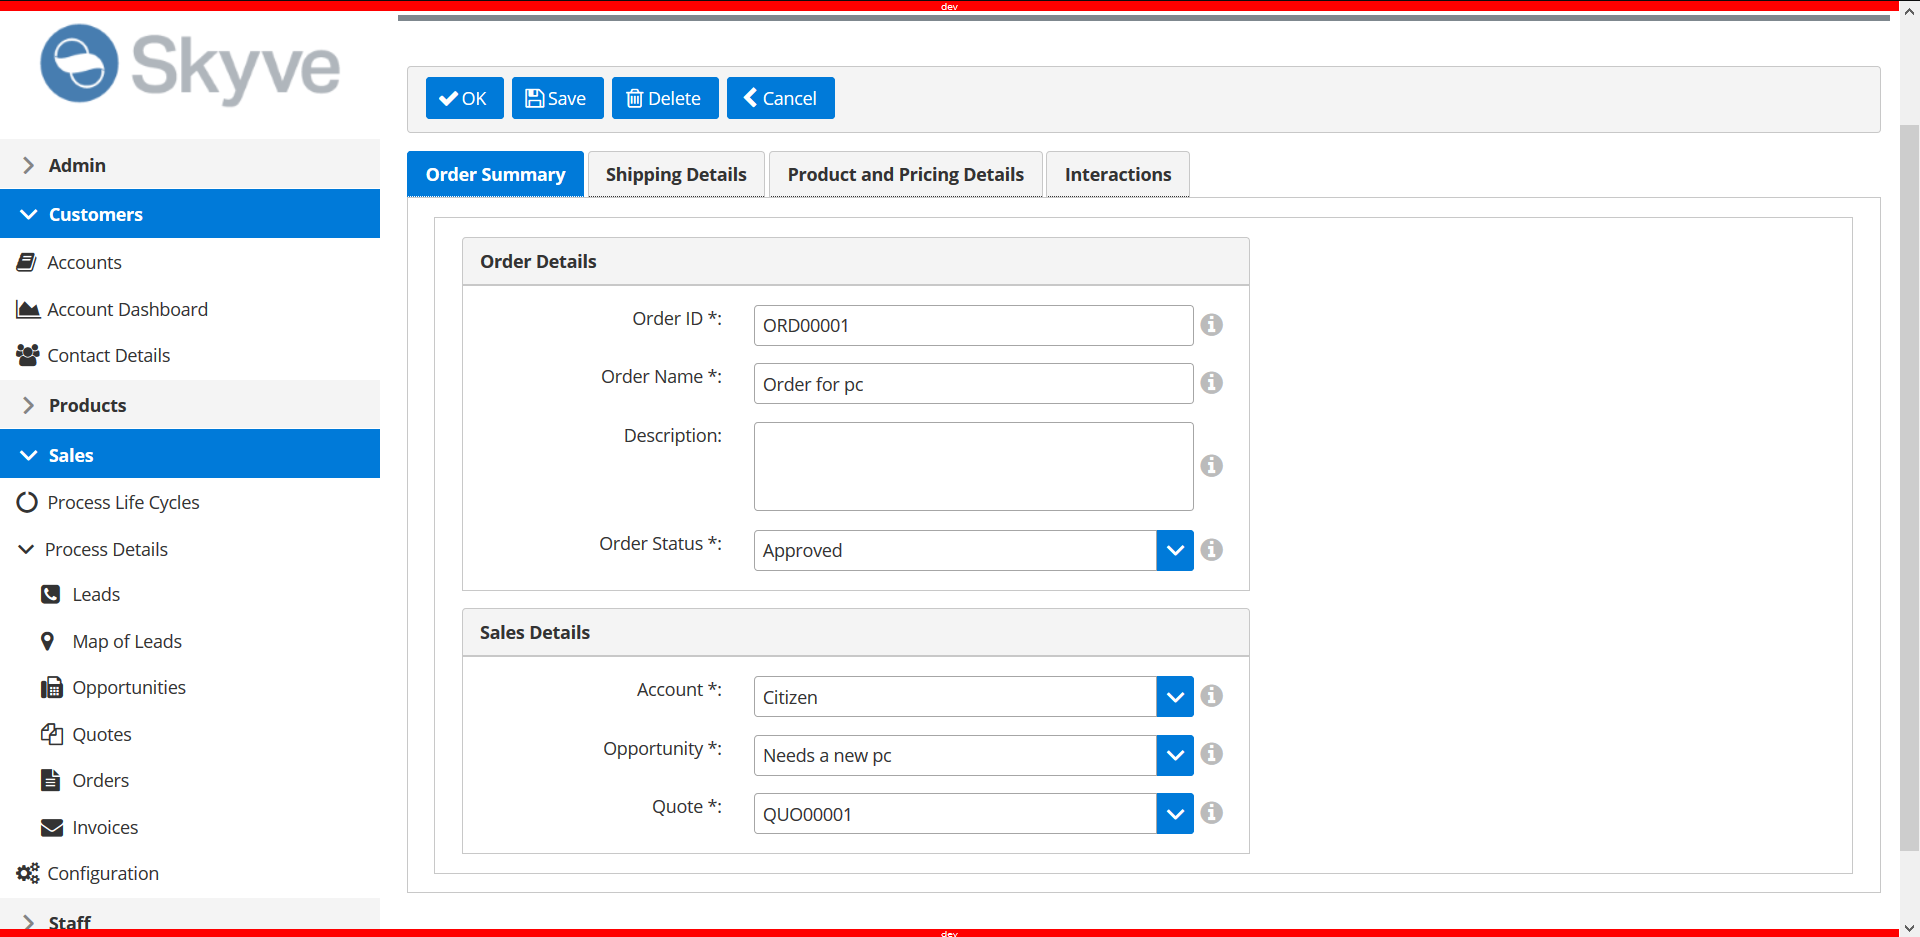 dev
Skyve
OK
Save
Delete
Cancel
Admin
Customers
Accounts
Account Dashboard
Contact Details
Products
Sales
Process Life Cycles
Process Details
Leads
Map of Leads
Opportunities
Quotes
Orders
Invoices
Configuration
Staff
Order Summary
Shipping Details
Product and Pricing Details
Interactions
Order Details
Order ID *:
ORD00001
Order Name *:
Order for pc
Description:
Order Status *:
Approved
Sales Details
Account *:
Citizen
Opportunity *:
Needs a new pc
Quote *:
QUO00001
dev